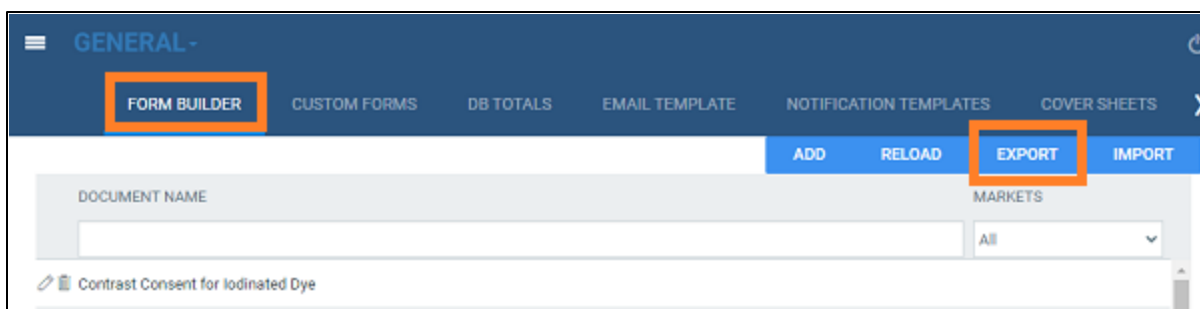 GENERAL-
FORM BUILDER CUSTOM FORMS DB TOTALS EMAIL TEMPLATE NOTIFICATION TEMPLATES COVER SHEETS
ADD RELOAD EXPORT IMPORT
DOCUMENT NAME MARKETS
All
Contrast Consent for Iodinated Dye